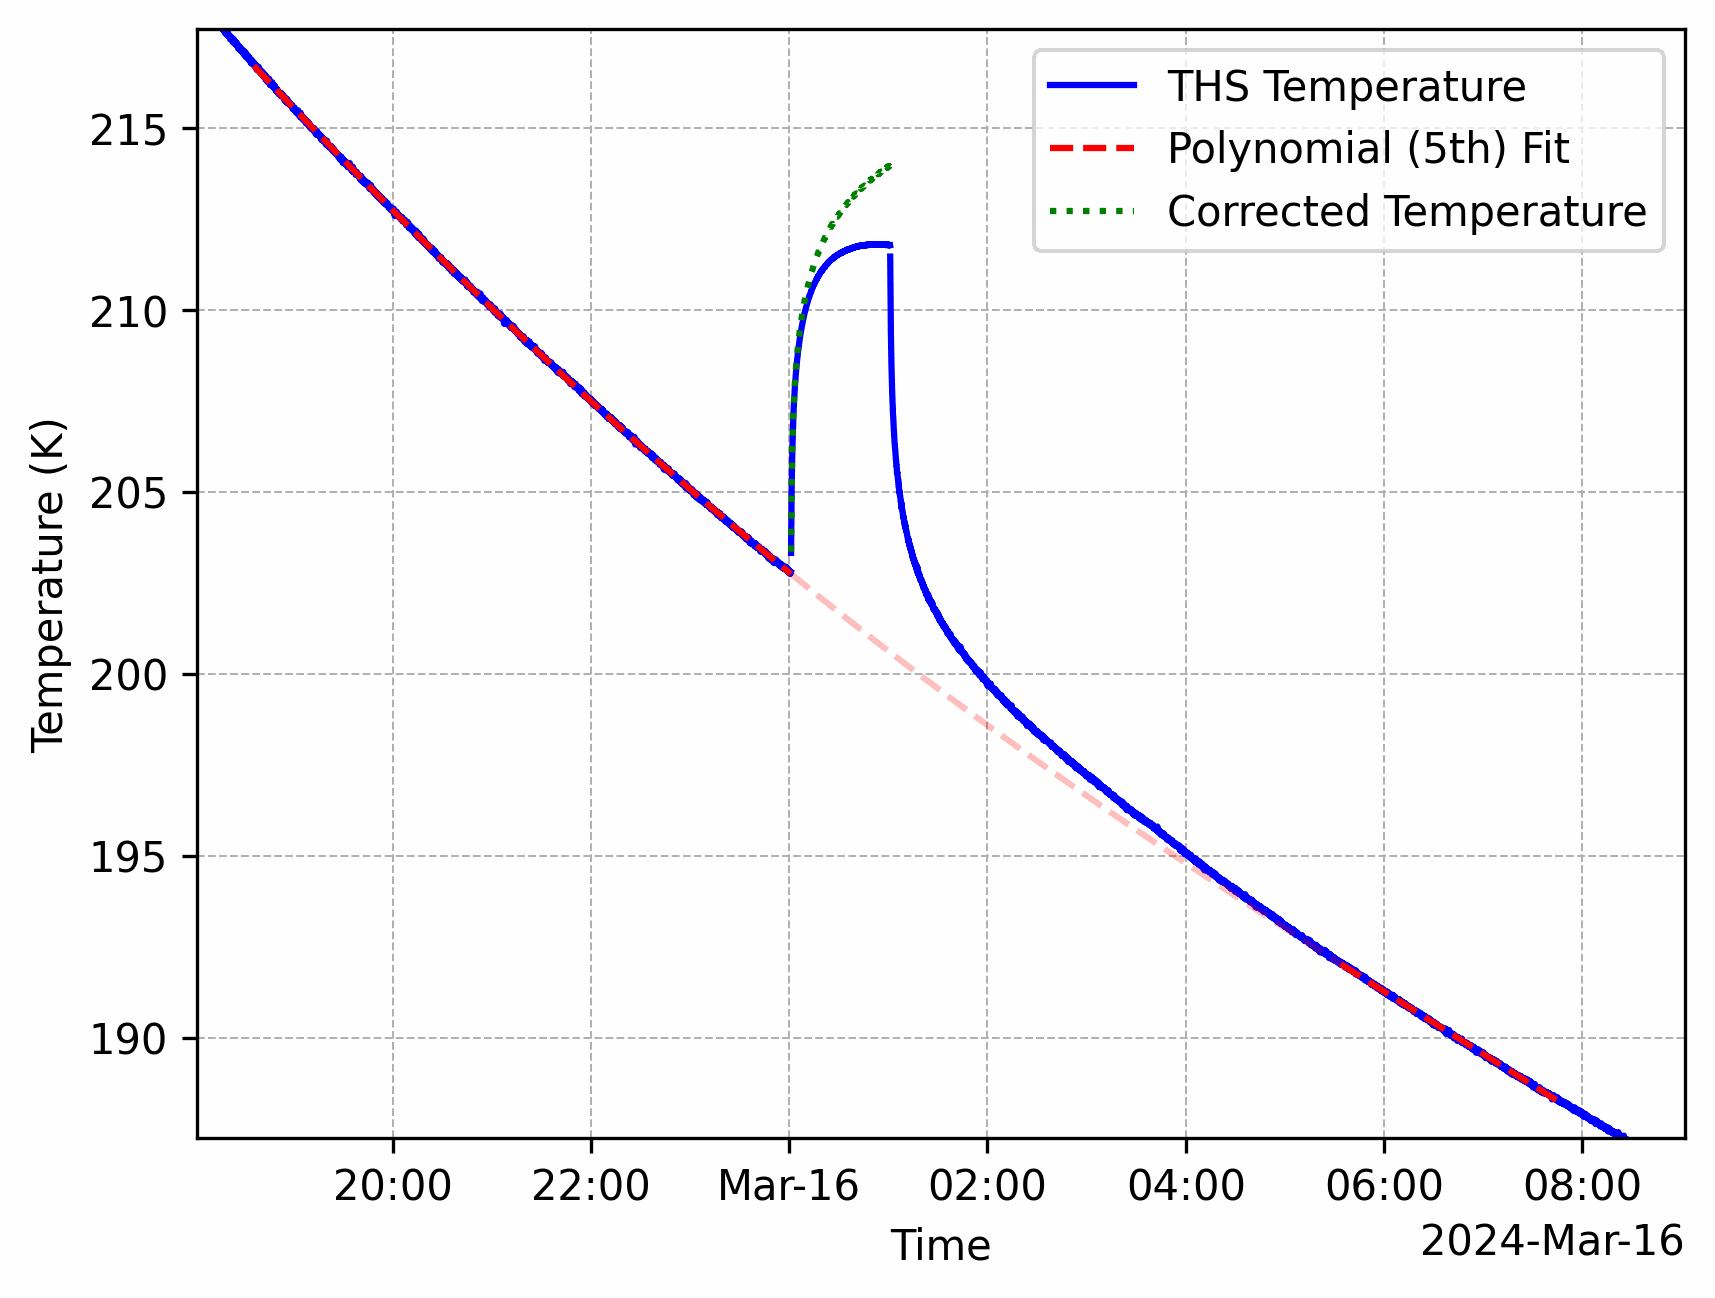 THS Temperature
Polynomial (5th) Fit
Corrected Temperature
215
210
205
200
195
190
Temperature (K)
20:00 22:00 Mar-16 02:00 04:00 06:00 08:00
2024-Mar-16
Time